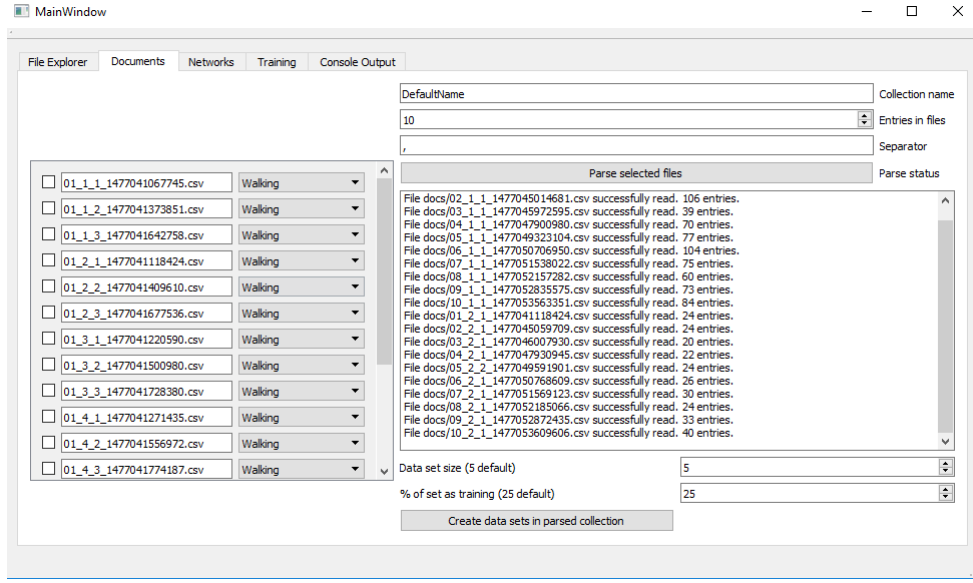 MainWindow
File Explorer Documents Networks Training Console Output
DefaultName Collection name
10 Entries in files
, Separator
Parse selected files Parse status
01_1_1_1477041067745.csv Walking
01_1_2_1477041373851.csv Walking
01_1_3_1477041642758.csv Walking
01_2_1_1477041118424.csv Walking
01_2_2_1477041409610.csv Walking
01_2_3_1477041677536.csv Walking
01_3_1_1477041220590.csv Walking
01_3_2_1477041500980.csv Walking
01_3_3_1477041728380.csv Walking
01_4_1_1477041271435.csv Walking
01_4_2_1477041556972.csv Walking
01_4_3_1477041774187.csv Walking
File docs/02_1_1_1477045014681.csv successfully read. 106 entries.
File docs/03_1_1_1477045972595.csv successfully read. 39 entries.
File docs/04_1_1_1477047900980.csv successfully read. 70 entries.
File docs/05_1_1_1477049323104.csv successfully read. 77 entries.
File docs/06_1_1_1477050706950.csv successfully read. 104 entries.
File docs/07_1_1_1477051538022.csv successfully read. 75 entries.
File docs/08_1_1_1477052157282.csv successfully read. 60 entries.
File docs/09_1_1_1477052835575.csv successfully read. 73 entries.
File docs/10_1_1_1477053563351.csv successfully read. 84 entries.
File docs/01_2_1_1477041118424.csv successfully read. 24 entries.
File docs/02_2_1_1477045059709.csv successfully read. 24 entries.
File docs/03_2_1_1477046007930.csv successfully read. 20 entries.
File docs/04_2_1_1477047930945.csv successfully read. 22 entries.
File docs/05_2_2_1477049591901.csv successfully read. 24 entries.
File docs/06_2_1_1477050768609.csv successfully read. 26 entries.
File docs/07_2_1_1477051569123.csv successfully read. 30 entries.
File docs/08_2_1_1477052185066.csv successfully read. 24 entries.
File docs/09_2_1_1477052872435.csv successfully read. 33 entries.
File docs/10_2_1_1477053609606.csv successfully read. 40 entries.
Data set size (5 default) 5
% of set as training (25 default) 25
Create data sets in parsed collection